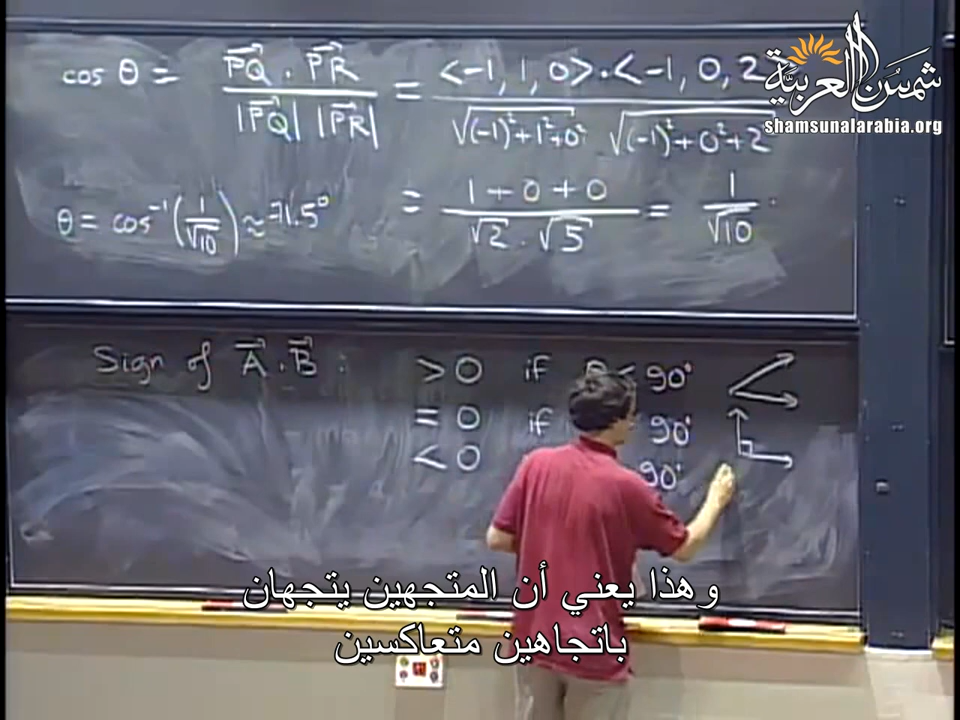 شمس العربية
shamsunalarabia.org
cos θ = PQ⃗ · PR⃗ / |PQ⃗| |PR⃗| = <-1, 1, 0> · <-1, 0, 2 / √(-1)²+1²+0² √(-1)²+0²+2²
= 1+0+0 / √2 · √5 = 1/√10 .
θ = cos⁻¹(1/√10) ≈ 71.5°
Sign of A⃗ · B⃗ : > 0 if θ < 90°
= 0 if 90°
< 0 90°
وهذا يعني أن المتجهين يتجهان
باتجاهين متعاكسين